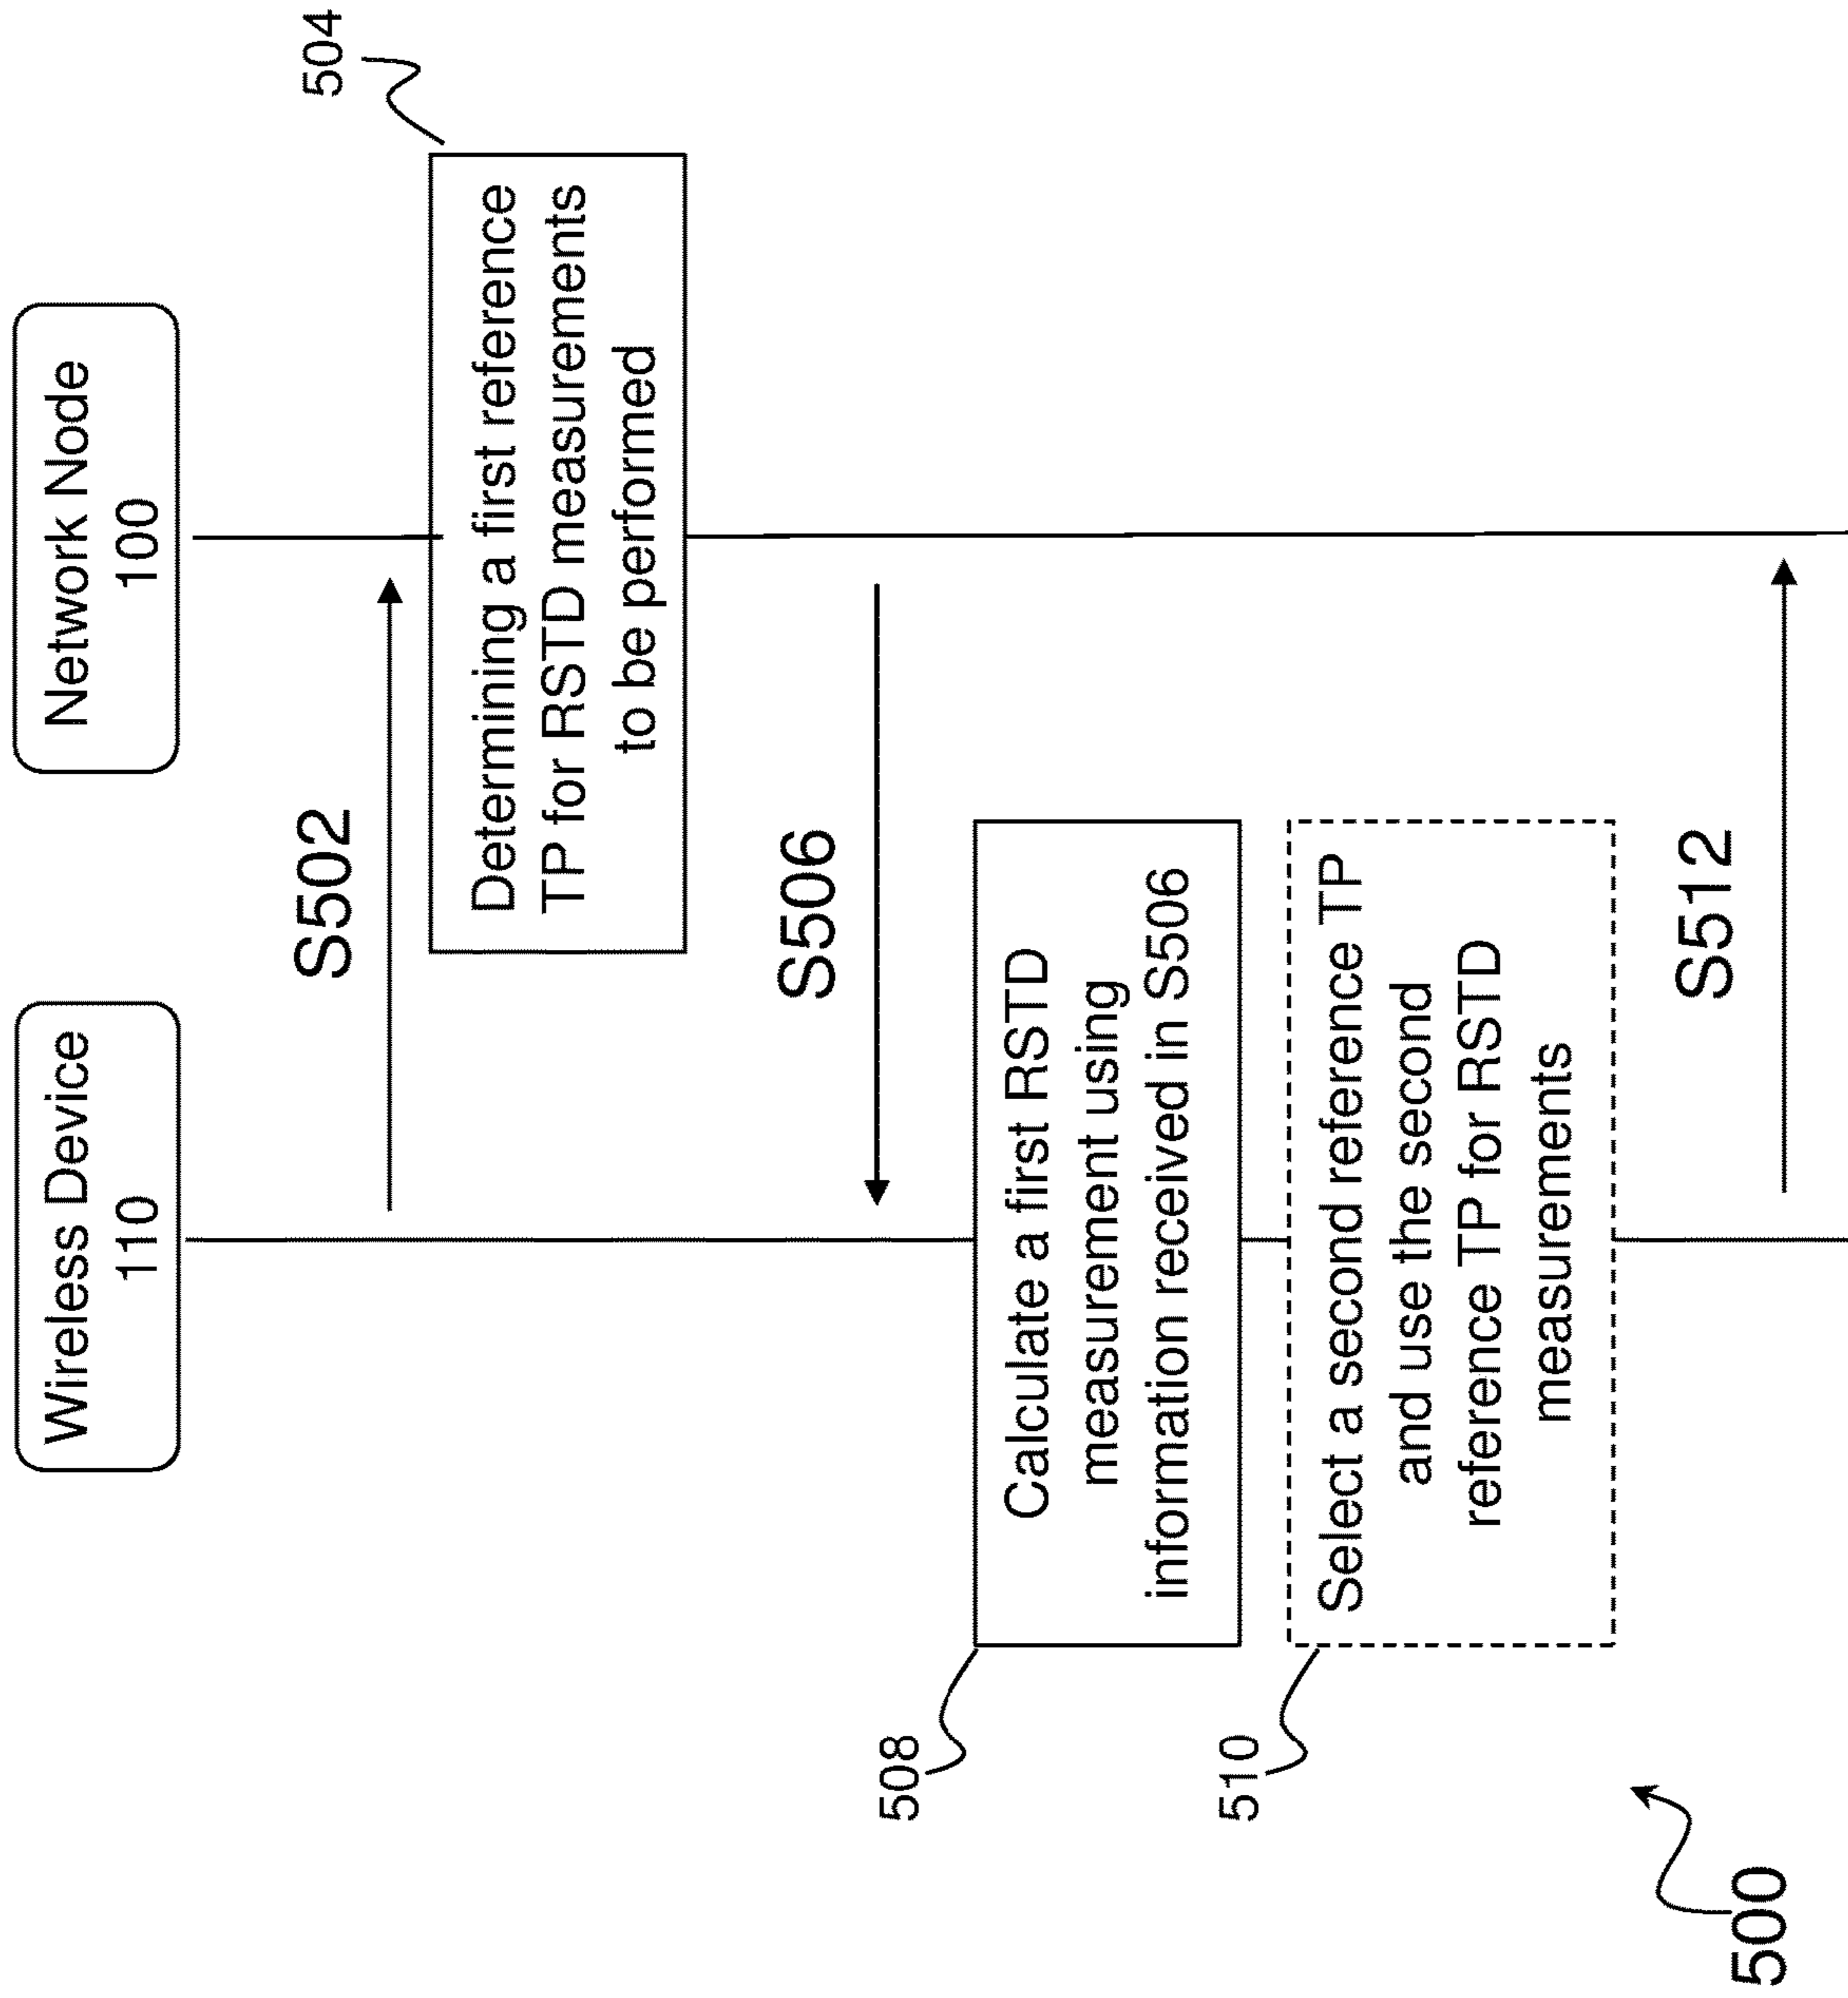 Wireless Device
110
Network Node
100
S502
504
Determining a first reference
TP for RSTD measurements
to be performed
S506
508
Calculate a first RSTD
measurement using
information received in S506
510
Select a second reference TP
and use the second
reference TP for RSTD
measurements
S512
500